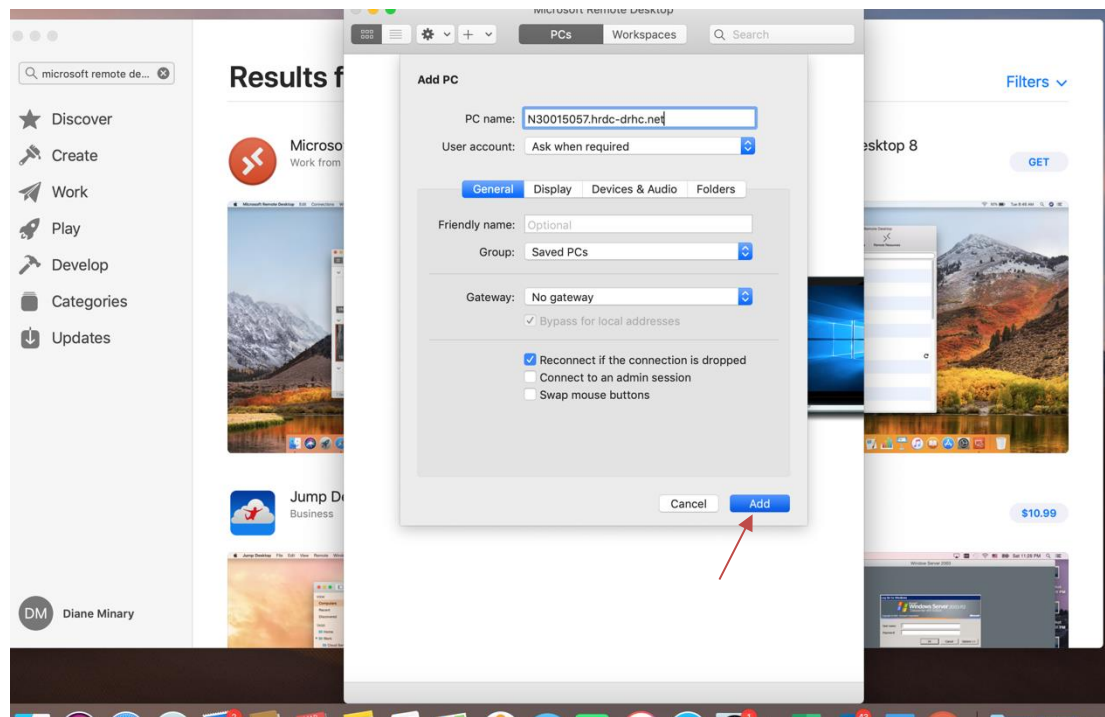 Microsoft Remote Desktop
PCs
Workspaces
Search
microsoft remote de...
Discover
Create
Work
Play
Develop
Categories
Updates
DM
Diane Minary
Results f
Filters
Microso
Work from
esktop 8
GET
Add PC
PC name: N30015057.hrdc-drhc.net
User account: Ask when required
General Display Devices & Audio Folders
Friendly name: Optional
Group: Saved PCs
Gateway: No gateway
Bypass for local addresses
Reconnect if the connection is dropped
Connect to an admin session
Swap mouse buttons
Cancel
Add
Jump De
Business
$10.99
Windows Server